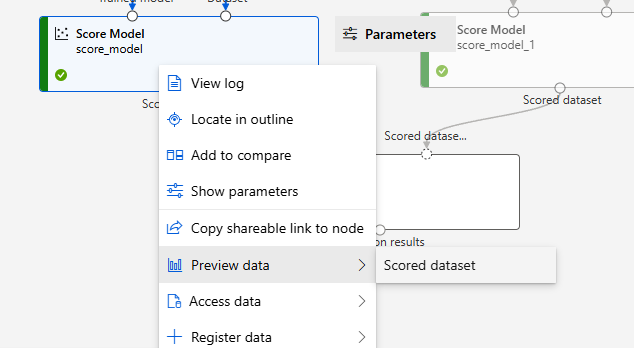 Trained model
Dataset
Score Model
score_model
Parameters
Score Model
score_model_1
Scored dataset
View log
Locate in outline
Add to compare
Scored datase...
Show parameters
Copy shareable link to node
on results
Preview data
Scored dataset
Access data
Register data